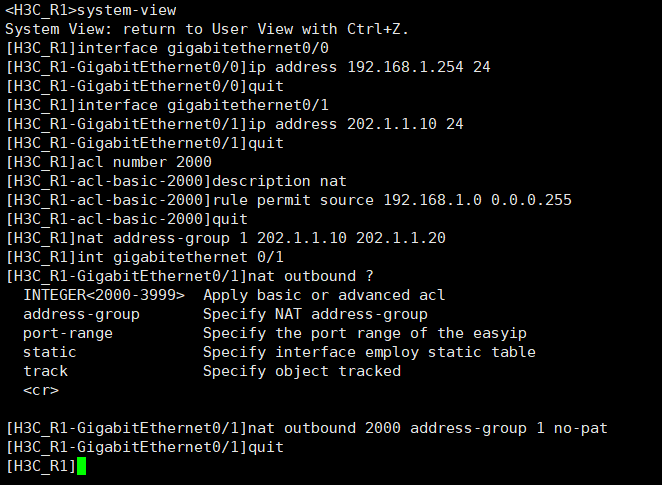 <H3C_R1>system-view
System View: return to User View with Ctrl+Z.
[H3C_R1]interface gigabitethernet0/0
[H3C_R1-GigabitEthernet0/0]ip address 192.168.1.254 24
[H3C_R1-GigabitEthernet0/0]quit
[H3C_R1]interface gigabitethernet0/1
[H3C_R1-GigabitEthernet0/1]ip address 202.1.1.10 24
[H3C_R1-GigabitEthernet0/1]quit
[H3C_R1]acl number 2000
[H3C_R1-acl-basic-2000]description nat
[H3C_R1-acl-basic-2000]rule permit source 192.168.1.0 0.0.0.255
[H3C_R1-acl-basic-2000]quit
[H3C_R1]nat address-group 1 202.1.1.10 202.1.1.20
[H3C_R1]int gigabitethernet 0/1
[H3C_R1-GigabitEthernet0/1]nat outbound ?
  INTEGER<2000-3999>  Apply basic or advanced acl
  address-group       Specify NAT address-group
  port-range          Specify the port range of the easyip
  static              Specify interface employ static table
  track               Specify object tracked
  <cr>

[H3C_R1-GigabitEthernet0/1]nat outbound 2000 address-group 1 no-pat
[H3C_R1-GigabitEthernet0/1]quit
[H3C_R1]